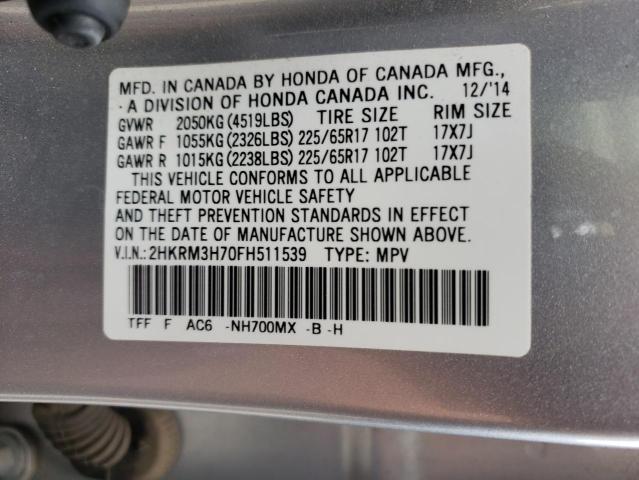 MFD. IN CANADA BY HONDA OF CANADA MFG.,
A DIVISION OF HONDA CANADA INC. 12/'14
GVWR 2050KG(4519LBS) TIRE SIZE RIM SIZE
GAWR F 1055KG(2326LBS) 225/65R17 102T 17X7J
GAWR R 1015KG(2238LBS) 225/65R17 102T 17X7J
THIS VEHICLE CONFORMS TO ALL APPLICABLE
FEDERAL MOTOR VEHICLE SAFETY
AND THEFT PREVENTION STANDARDS IN EFFECT
ON THE DATE OF MANUFACTURE SHOWN ABOVE.
V.I.N.: 2HKRM3H70FH511539 TYPE: MPV
TFF F AC6 -NH700MX -B -H